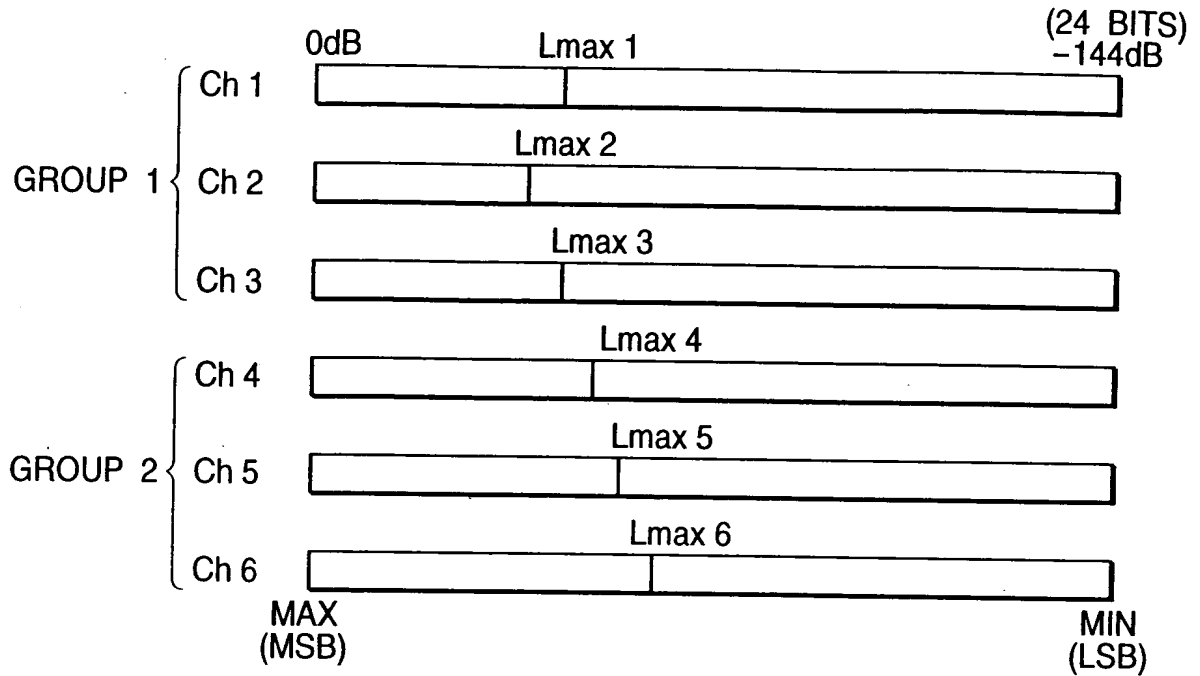 (24 BITS)
0dB Lmax 1 −144dB
Ch 1
Lmax 2
GROUP 1 Ch 2
Lmax 3
Ch 3
Lmax 4
Ch 4
Lmax 5
GROUP 2 Ch 5
Lmax 6
Ch 6
MAX MIN
(MSB) (LSB)